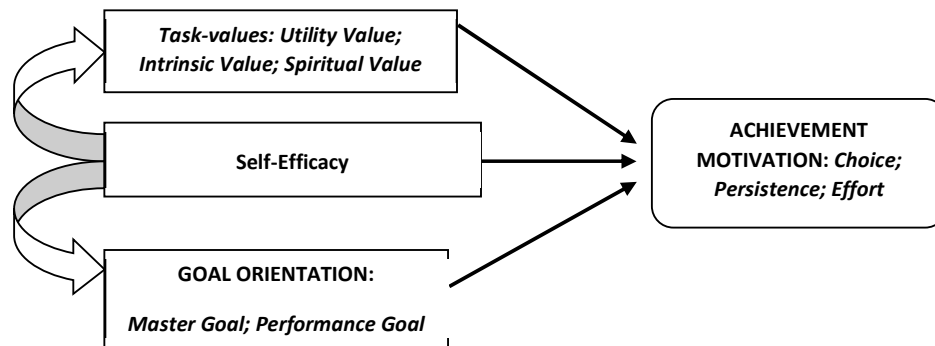 Task-values: Utility Value;
Intrinsic Value; Spiritual Value
Self-Efficacy
ACHIEVEMENT
MOTIVATION: Choice;
Persistence; Effort
GOAL ORIENTATION:
Master Goal; Performance Goal